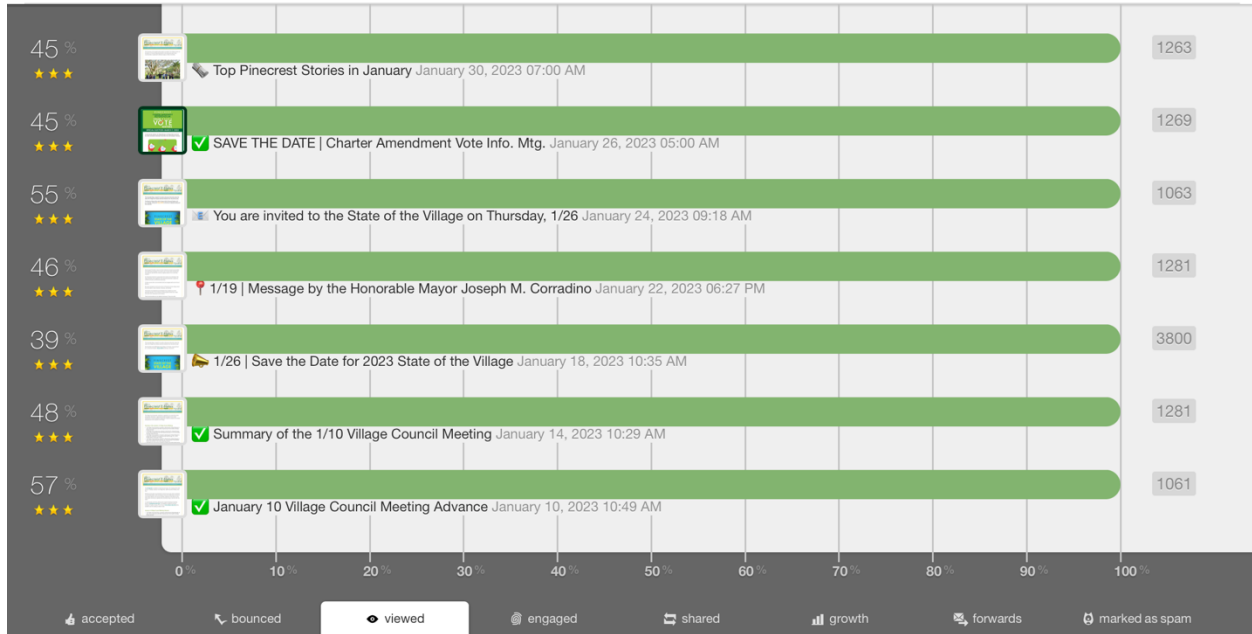 45 % 1263
Top Pinecrest Stories in January January 30, 2023 07:00 AM
45 % 1269
VOTE
SAVE THE DATE | Charter Amendment Vote Info. Mtg. January 26, 2023 05:00 AM
55 % 1063
You are invited to the State of the Village on Thursday, 1/26 January 24, 2023 09:18 AM
46 % 1281
1/19 | Message by the Honorable Mayor Joseph M. Corradino January 22, 2023 06:27 PM
39 % 3800
1/26 | Save the Date for 2023 State of the Village January 18, 2023 10:35 AM
48 % 1281
Summary of the 1/10 Village Council Meeting January 14, 2023 10:29 AM
57 % 1061
January 10 Village Council Meeting Advance January 10, 2023 10:49 AM
0 % 10 % 20 % 30 % 40 % 50 % 60 % 70 % 80 % 90 % 100 %
accepted bounced viewed engaged shared growth forwards marked as spam